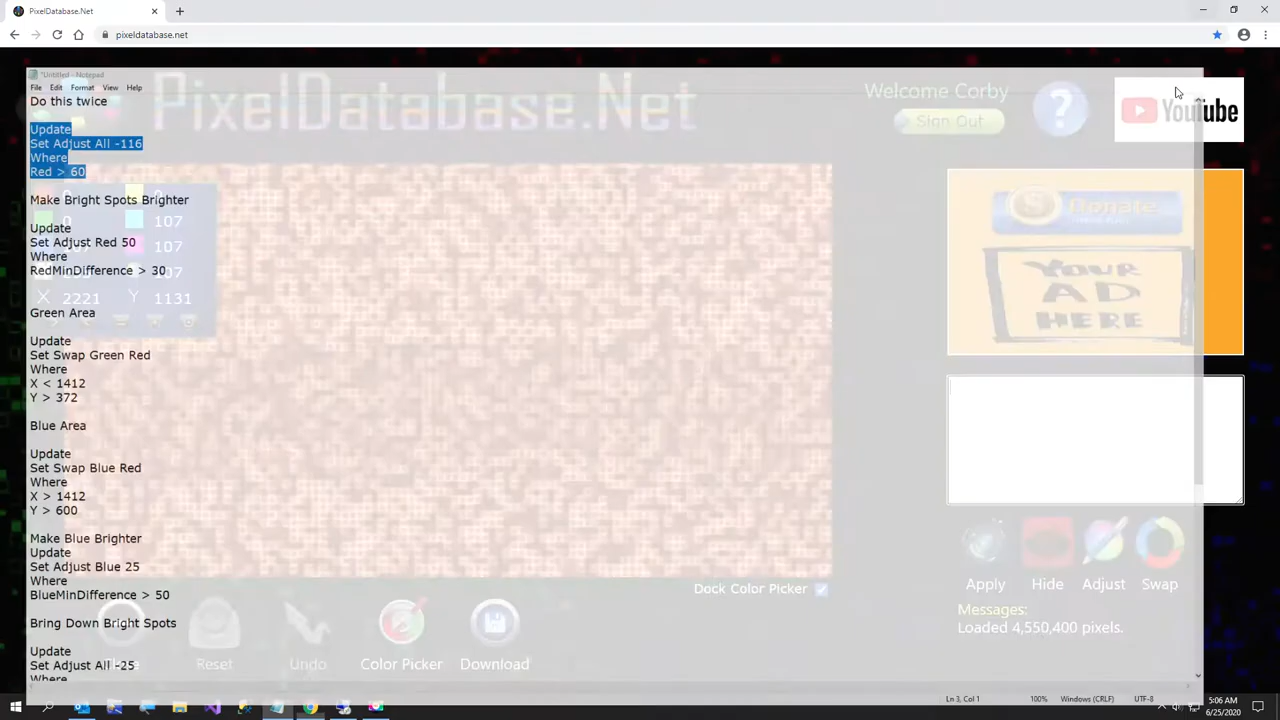 PixelDatabase.Net
pixeldatabase.net
*Untitled - Notepad
File Edit Format View Help
Do this twice
Update
Set Adjust All -116
Where
Red > 60
Make Bright Spots Brighter
Update
Set Adjust Red 50
Where
RedMinDifference > 30
Green Area
Update
Set Swap Green Red
Where
X < 1412
Y > 372
Blue Area
Update
Set Swap Blue Red
Where
X > 1412
Y > 600
Make Blue Brighter
Update
Set Adjust Blue 25
Where
BlueMinDifference > 50
Bring Down Bright Spots
Update
Set Adjust All -25
Where
PixelDatabase.Net
0
107
107
X 2221 Y 1131
Welcome Corby
Sign Out
?
YouTube
Donate
YOUR
AD
HERE
Dock Color Picker
Reset
Undo
Color Picker
Download
Apply
Hide
Adjust
Swap
Messages:
Loaded 4,550,400 pixels.
Ln 3, Col 1
100%
Windows (CRLF)
UTF-8
5:06 AM
6/25/2020